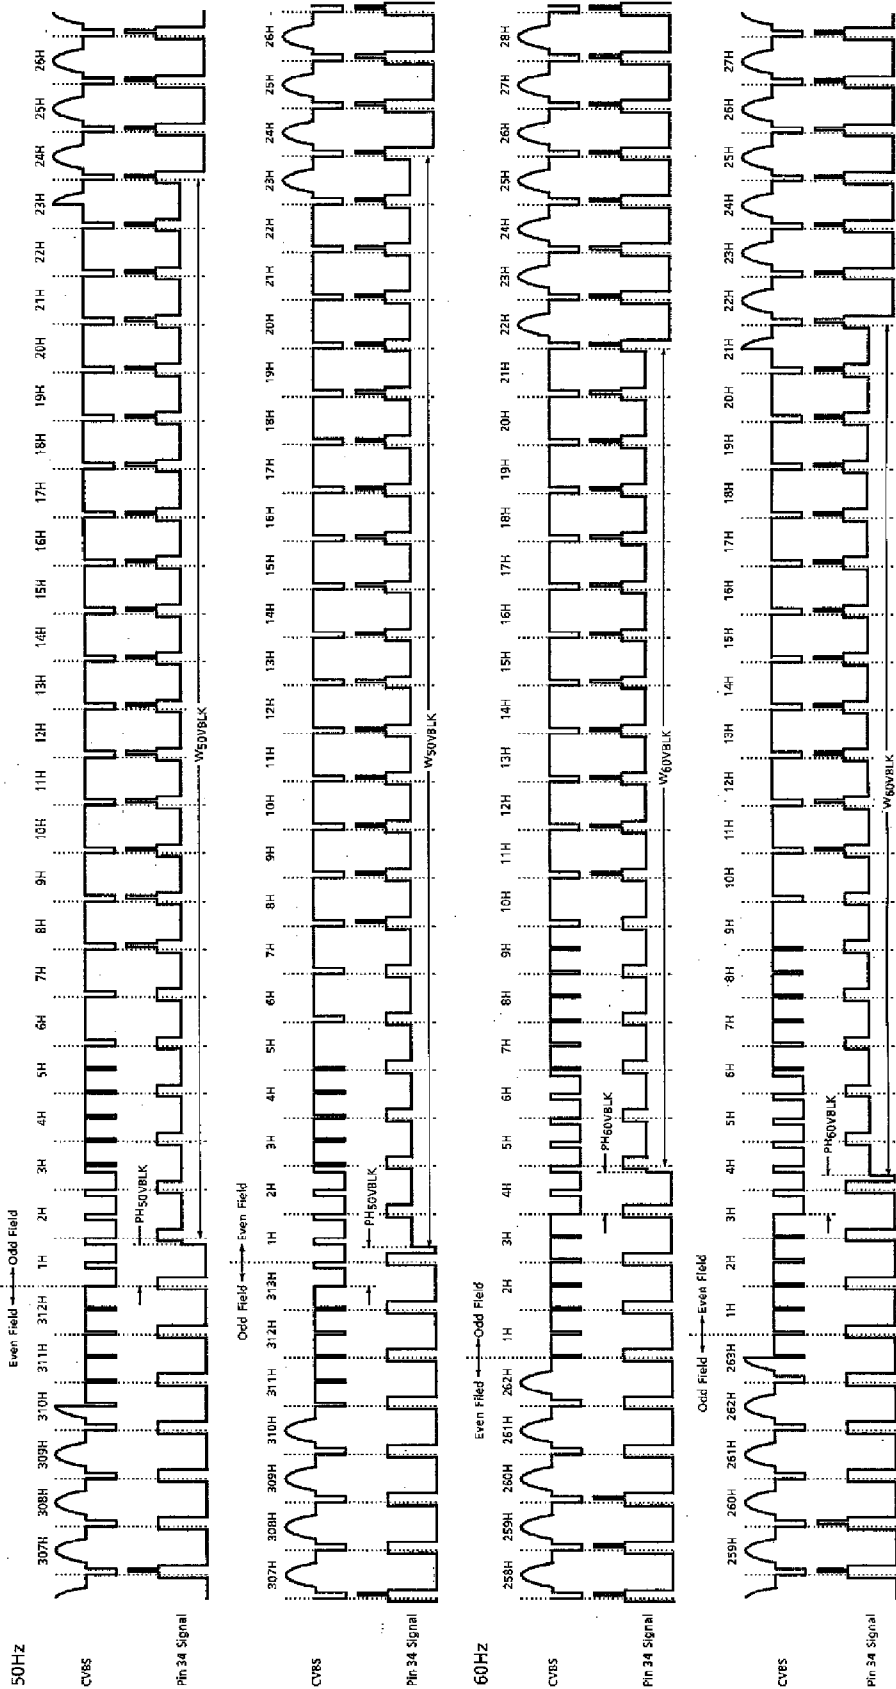 50Hz
Even Field Odd Field
307H 308H 309H 310H 311H 312H 1H 2H 3H 4H 5H 6H 7H 8H 9H 10H 11H 12H 13H 14H 15H 16H 17H 18H 19H 20H 21H 22H 23H 24H 25H 26H
CVBS
PH50VBLK
Pin 34 Signal
W50VBLK
Odd Field Even Field
307H 308H 309H 310H 311H 312H 313H 1H 2H 3H 4H 5H 6H 7H 8H 9H 10H 11H 12H 13H 14H 15H 16H 17H 18H 19H 20H 21H 22H 23H 24H 25H 26H
CVBS
PH50VBLK
Pin 34 Signal
W50VBLK
60Hz
Even Filed Odd Field
258H 259H 260H 261H 262H 1H 2H 3H 4H 5H 6H 7H 8H 9H 10H 11H 12H 13H 14H 15H 16H 17H 18H 19H 20H 21H 22H 23H 24H 25H 26H 27H 28H
CVBS
PH60VBLK
Pin 34 Signal
W60VBLK
Odd Field Even Field
259H 260H 261H 262H 263H 1H 2H 3H 4H 5H 6H 7H 8H 9H 10H 11H 12H 13H 14H 15H 16H 17H 18H 19H 20H 21H 22H 23H 24H 25H 26H 27H
CVBS
PH60VBLK
Pin 34 Signal
W60VBLK